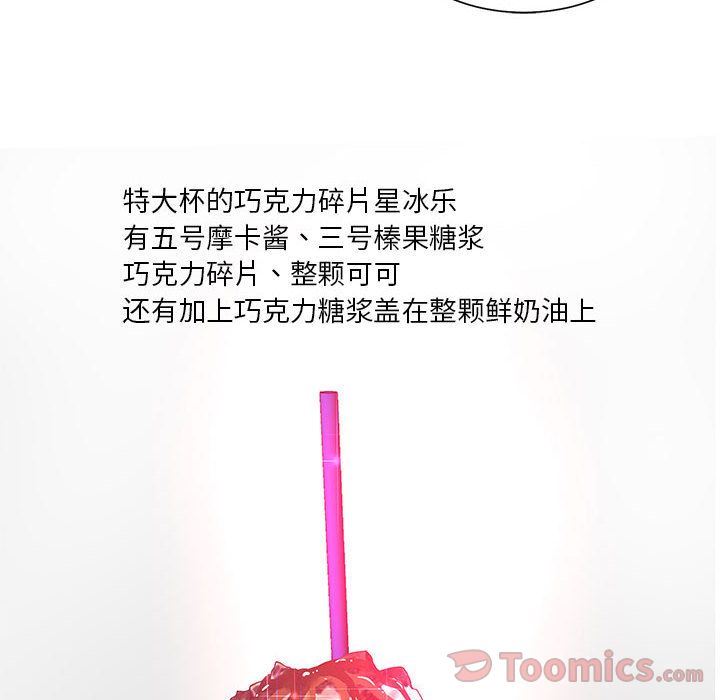 特大杯的巧克力碎片星冰乐
有五号摩卡酱、三号榛果糖浆
巧克力碎片、整颗可可
还有加上巧克力糖浆盖在整颗鲜奶油上
Toomics.com